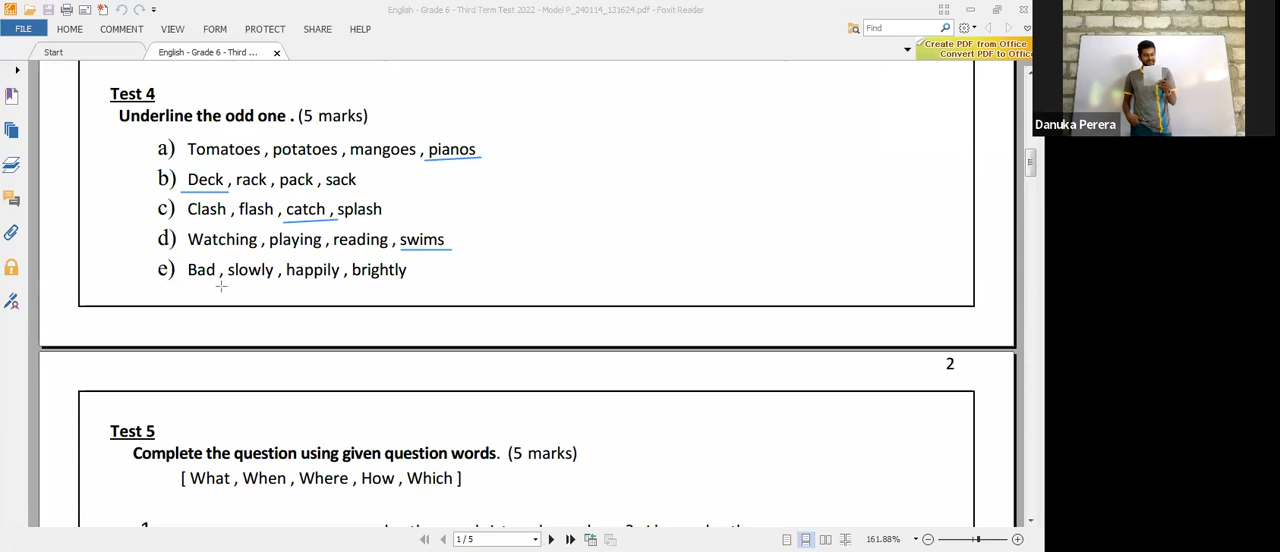 English - Grade 6 - Third Term Test 2022 - Model P_240114_131624.pdf - Foxit Reader
FILE HOME COMMENT VIEW FORM PROTECT SHARE HELP
Find
Create PDF from Office
Convert PDF to Offic
Start
English - Grade 6 - Third ...
Test 4
Underline the odd one . (5 marks)
a) Tomatoes , potatoes , mangoes , pianos
b) Deck , rack , pack , sack
c) Clash , flash , catch , splash
d) Watching , playing , reading , swims
e) Bad , slowly , happily , brightly
2
Test 5
Complete the question using given question words. (5 marks)
[ What , When , Where , How , Which ]
1 / 5
161.88%
Danuka Perera